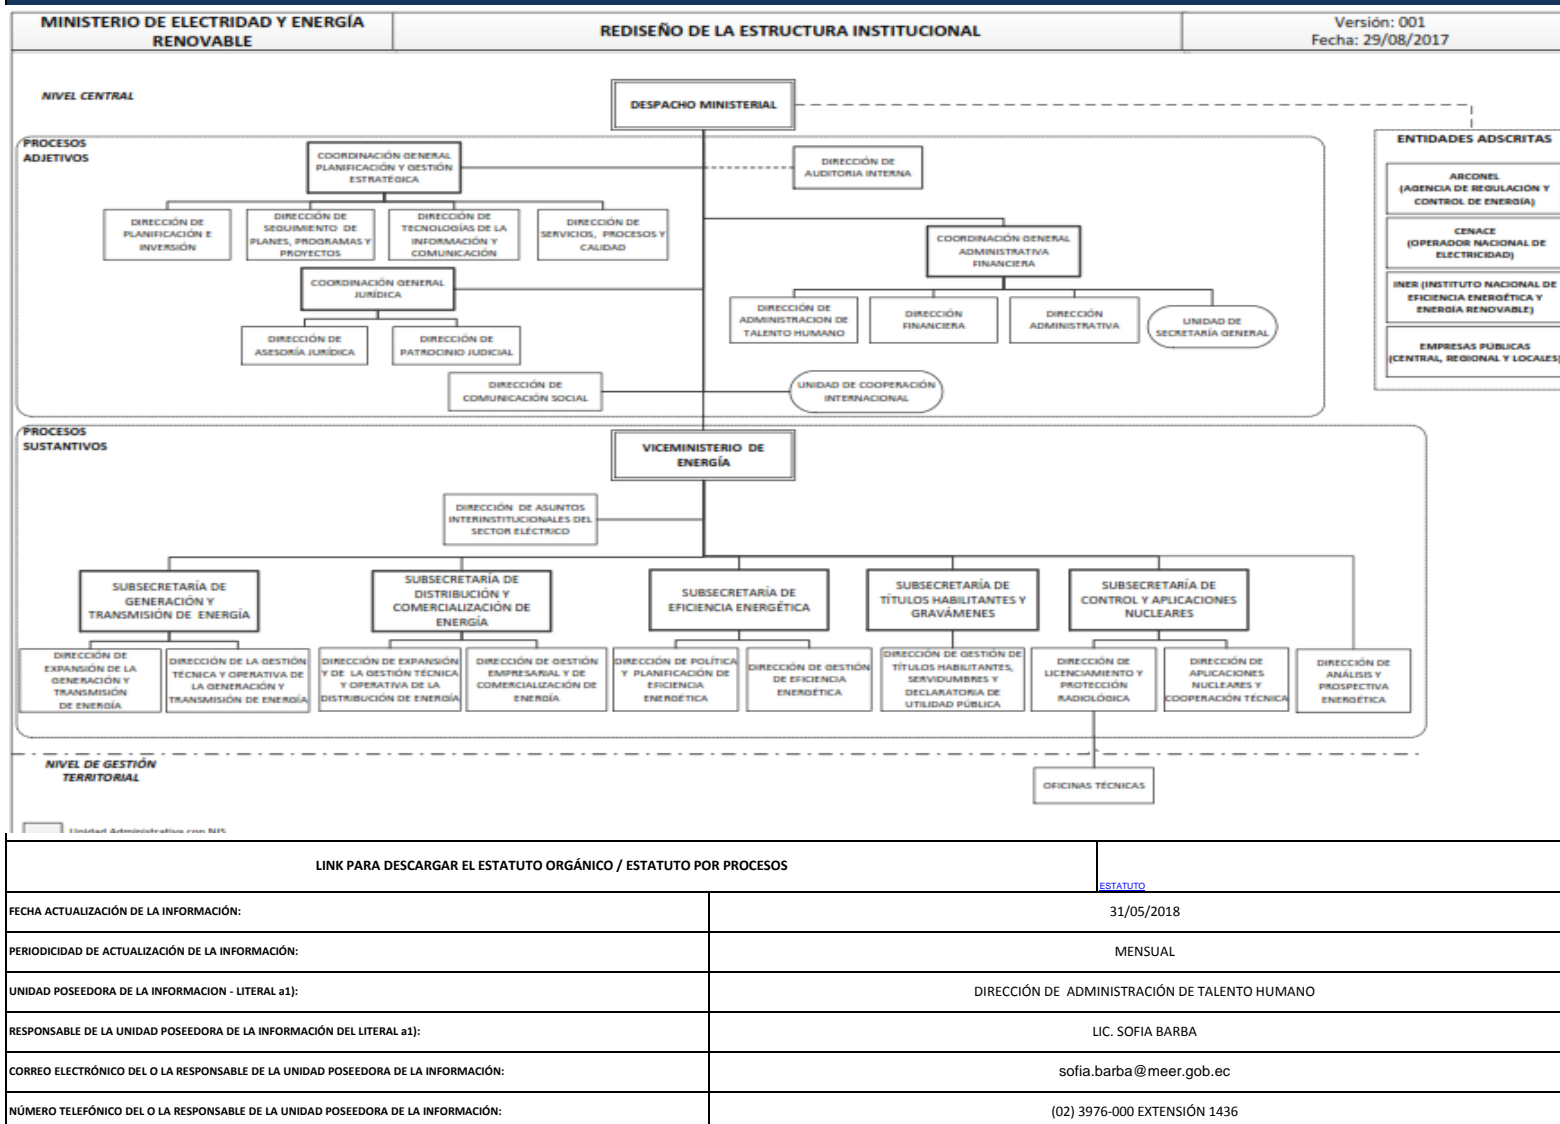 MINISTERIO DE ELECTRIDAD Y ENERGÍA
RENOVABLE
REDISEÑO DE LA ESTRUCTURA INSTITUCIONAL
Versión: 001
Fecha: 29/08/2017
NIVEL CENTRAL
DESPACHO MINISTERIAL
PROCESOS
ADJETIVOS
COORDINACIÓN GENERAL
PLANIFICACIÓN Y GESTIÓN
ESTRATÉGICA
DIRECCIÓN DE
AUDITORIA INTERNA
DIRECCIÓN DE
PLANIFICACIÓN E
INVERSIÓN
DIRECCIÓN DE
SEGUIMIENTO DE
PLANES, PROGRAMAS Y
PROYECTOS
DIRECCIÓN DE
TECNOLOGÍAS DE LA
INFORMACIÓN Y
COMUNICACIÓN
DIRECCIÓN DE
SERVICIOS, PROCESOS Y
CALIDAD
COORDINACIÓN GENERAL
ADMINISTRATIVA
FINANCIERA
COORDINACIÓN GENERAL
JURÍDICA
DIRECCIÓN DE
ADMINISTRACION DE
TALENTO HUMANO
DIRECCIÓN
FINANCIERA
DIRECCIÓN
ADMINISTRATIVA
UNIDAD DE
SECRETARÍA GENERAL
DIRECCIÓN DE
ASESORÍA JURÍDICA
DIRECCIÓN DE
PATROCINIO JUDICIAL
DIRECCIÓN DE
COMUNICACIÓN SOCIAL
UNIDAD DE COOPERACIÓN
INTERNACIONAL
ENTIDADES ADSCRITAS
ARCONEL
(AGENCIA DE REGULACIÓN Y
CONTROL DE ENERGÍA)
CENACE
(OPERADOR NACIONAL DE
ELECTRICIDAD)
INER (INSTITUTO NACIONAL DE
EFICIENCIA ENERGÉTICA Y
ENERGÍA RENOVABLE)
EMPRESAS PÚBLICAS
(CENTRAL, REGIONAL Y LOCALES)
PROCESOS
SUSTANTIVOS
VICEMINISTERIO DE
ENERGÍA
DIRECCIÓN DE ASUNTOS
INTERINSTITUCIONALES DEL
SECTOR ELÉCTRICO
SUBSECRETARÍA DE
GENERACIÓN Y
TRANSMISIÓN DE ENERGÍA
SUBSECRETARÍA DE
DISTRIBUCIÓN Y
COMERCIALIZACIÓN DE
ENERGÍA
SUBSECRETARÍA DE
EFICIENCIA ENERGÉTICA
SUBSECRETARÍA DE
TÍTULOS HABILITANTES Y
GRAVÁMENES
SUBSECRETARÍA DE
CONTROL Y APLICACIONES
NUCLEARES
DIRECCIÓN DE
EXPANSIÓN DE LA
GENERACIÓN Y
TRANSMISIÓN
DE ENERGÍA
DIRECCIÓN DE LA GESTIÓN
TÉCNICA Y OPERATIVA DE
LA GENERACIÓN Y
TRANSMISIÓN DE ENERGÍA
DIRECCIÓN DE EXPANSIÓN
Y DE LA GESTIÓN TÉCNICA
Y OPERATIVA DE LA
DISTRIBUCIÓN DE ENERGÍA
DIRECCIÓN DE GESTIÓN
EMPRESARIAL Y DE
COMERCIALIZACIÓN DE
ENERGÍA
DIRECCIÓN DE POLÍTICA
Y PLANIFICACIÓN DE
EFICIENCIA
ENERGÉTICA
DIRECCIÓN DE GESTIÓN
DE EFICIENCIA
ENERGÉTICA
DIRECCIÓN DE GESTIÓN DE
TÍTULOS HABILITANTES,
SERVIDUMBRES Y
DECLARATORIA DE
UTILIDAD PÚBLICA
DIRECCIÓN DE
LICENCIAMIENTO Y
PROTECCIÓN
RADIOLÓGICA
DIRECCIÓN DE
APLICACIONES
NUCLEARES Y
COOPERACIÓN TÉCNICA
DIRECCIÓN DE
ANÁLISIS Y
PROSPECTIVA
ENERGÉTICA
NIVEL DE GESTIÓN
TERRITORIAL
OFICINAS TÉCNICAS
Unidad Administrativa con NJS
LINK PARA DESCARGAR EL ESTATUTO ORGÁNICO / ESTATUTO POR PROCESOS
ESTATUTO
FECHA ACTUALIZACIÓN DE LA INFORMACIÓN:
31/05/2018
PERIODICIDAD DE ACTUALIZACIÓN DE LA INFORMACIÓN:
MENSUAL
UNIDAD POSEEDORA DE LA INFORMACION - LITERAL a1):
DIRECCIÓN DE ADMINISTRACIÓN DE TALENTO HUMANO
RESPONSABLE DE LA UNIDAD POSEEDORA DE LA INFORMACIÓN DEL LITERAL a1):
LIC. SOFIA BARBA
CORREO ELECTRÓNICO DEL O LA RESPONSABLE DE LA UNIDAD POSEEDORA DE LA INFORMACIÓN:
sofia.barba@meer.gob.ec
NÚMERO TELEFÓNICO DEL O LA RESPONSABLE DE LA UNIDAD POSEEDORA DE LA INFORMACIÓN:
(02) 3976-000 EXTENSIÓN 1436